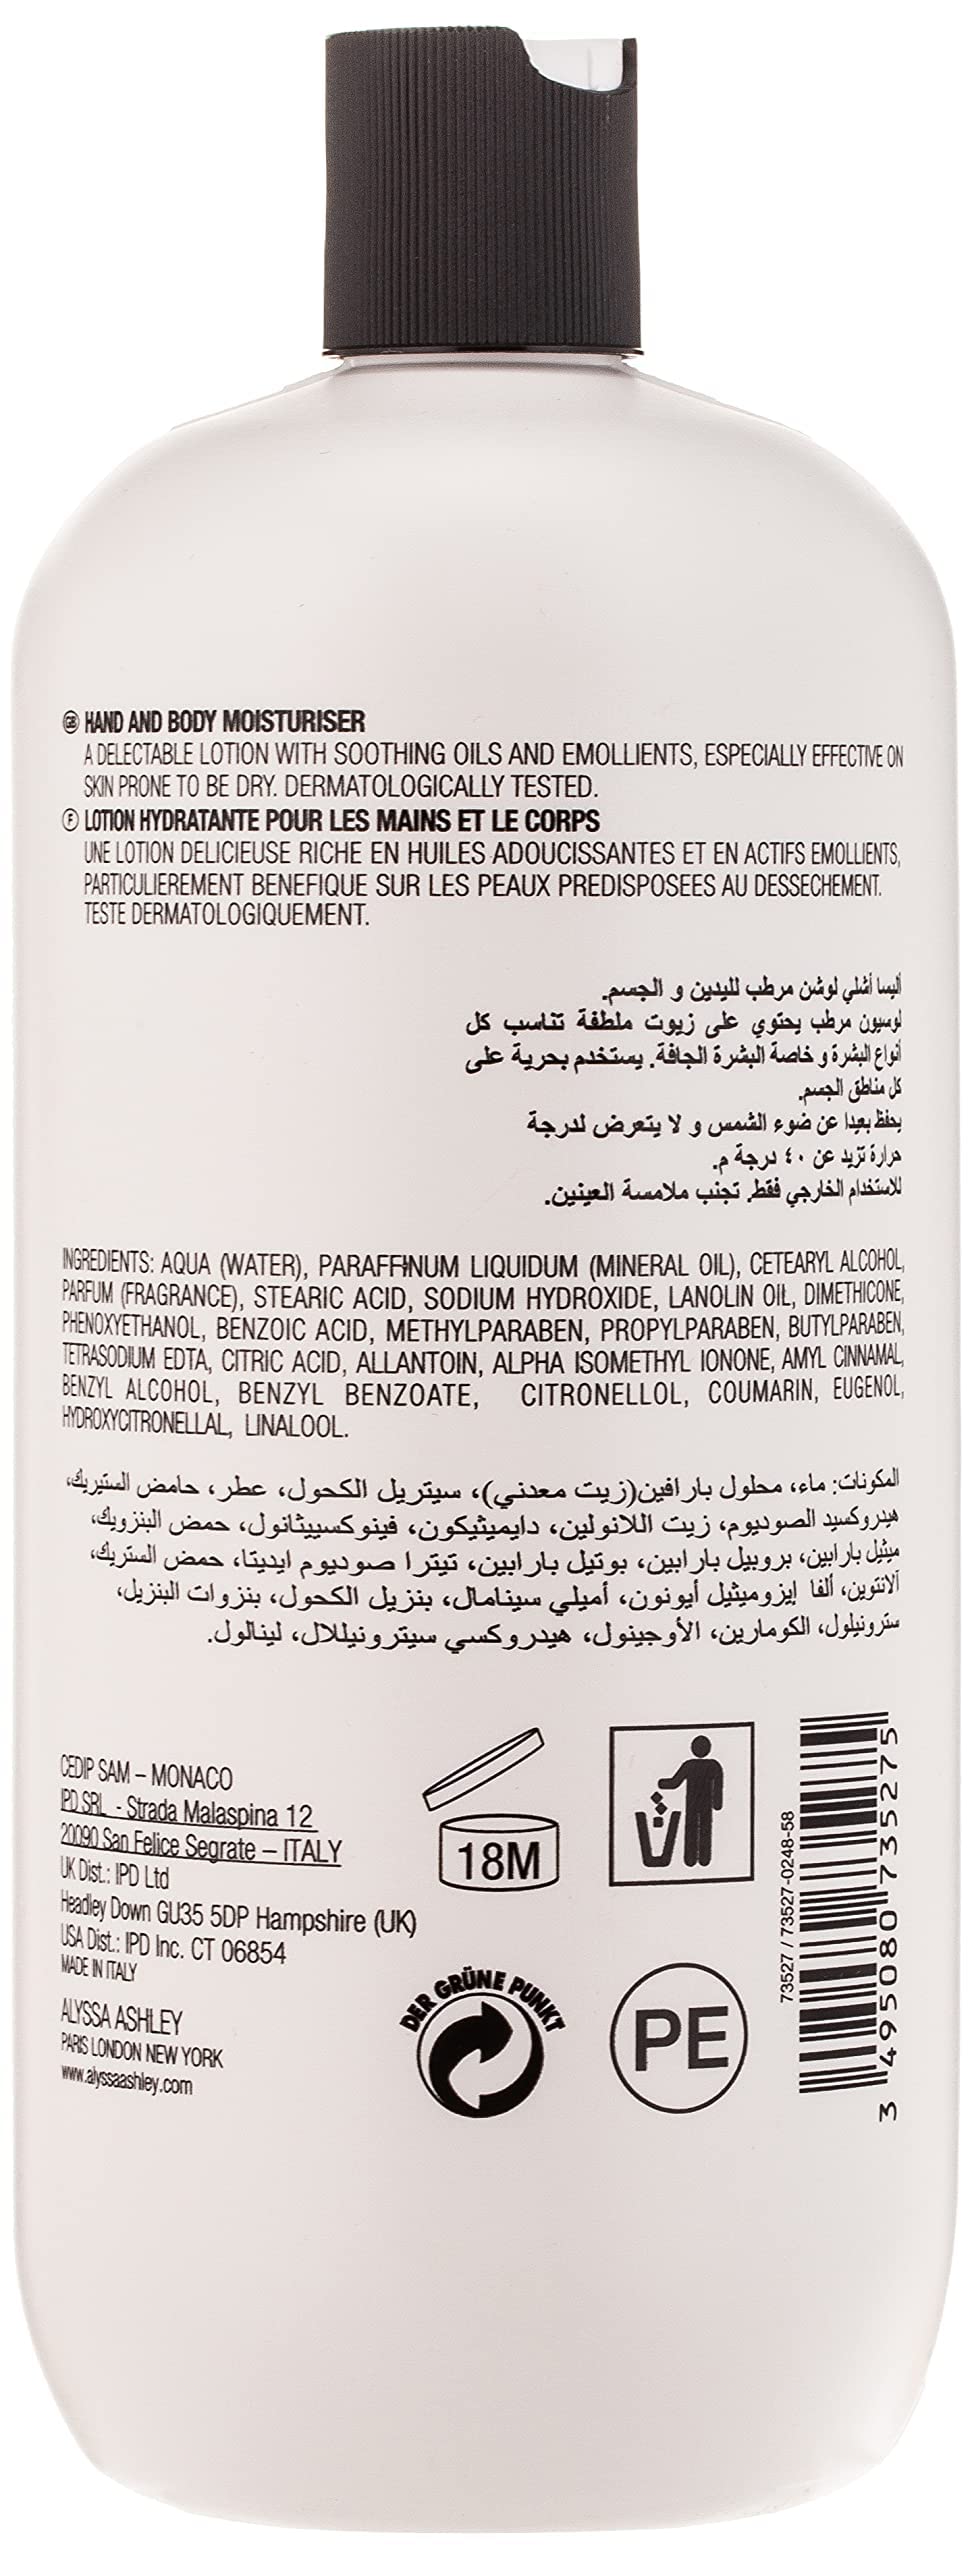 GB HAND AND BODY MOISTURISER
A DELECTABLE LOTION WITH SOOTHING OILS AND EMOLLIENTS, ESPECIALLY EFFECTIVE ON
SKIN PRONE TO BE DRY. DERMATOLOGICALLY TESTED.
F LOTION HYDRATANTE POUR LES MAINS ET LE CORPS
UNE LOTION DELICIEUSE RICHE EN HUILES ADOUCISSANTES ET EN ACTIFS EMOLLIENTS,
PARTICULIEREMENT BENEFIQUE SUR LES PEAUX PREDISPOSEES AU DESSECHEMENT.
TESTE DERMATOLOGIQUEMENT.
أليسا أشلي لوشن مرطب لليدين و الجسم.
لوسيون مرطب يحتوي على زيوت ملطفة تناسب كل
أنواع البشرة و خاصة البشرة الجافة. يستخدم بحرية على
كل مناطق الجسم.
يحفظ بعيدا عن ضوء الشمس و لا يتعرض لدرجة
حرارة تزيد عن ٤٠ درجة م.
للاستخدام الخارجي فقط. تجنب ملامسة العينين.
INGREDIENTS: AQUA (WATER), PARAFFINUM LIQUIDUM (MINERAL OIL), CETEARYL ALCOHOL,
PARFUM (FRAGRANCE), STEARIC ACID, SODIUM HYDROXIDE, LANOLIN OIL, DIMETHICONE,
PHENOXYETHANOL, BENZOIC ACID, METHYLPARABEN, PROPYLPARABEN, BUTYLPARABEN,
TETRASODIUM EDTA, CITRIC ACID, ALLANTOIN, ALPHA ISOMETHYL IONONE, AMYL CINNAMAL,
BENZYL ALCOHOL, BENZYL BENZOATE, CITRONELLOL, COUMARIN, EUGENOL,
HYDROXYCITRONELLAL, LINALOOL.
المكونات: ماء، محلول بارافين(زيت معدني)، سيتريل الكحول، عطر، حامض الستيريك،
هيدروكسيد الصوديوم، زيت اللانولين، دايميثيكون، فينوكسييثانول، حمض البنزويك،
ميثيل بارابين، بروبيل بارابين، بوتيل بارابين، تيترا صوديوم ايديتا، حمض الستريك،
آلانتوين، ألفا إيزوميثيل أيونون، أميلي سينامال، بنزيل الكحول، بنزوات البنزيل،
سترونيلول، الكومارين، الأوجينول، هيدروكسي سيترونيللال، لينالول.
CEDIP SAM – MONACO
IPD SRL - Strada Malaspina 12
20090 San Felice Segrate – ITALY
UK Dist.: IPD Ltd
Headley Down GU35 5DP Hampshire (UK)
USA Dist.: IPD Inc. CT 06854
MADE IN ITALY
ALYSSA ASHLEY
PARIS LONDON NEW YORK
www.alyssaashley.com
18M
DER GRÜNE PUNKT
PE
73527 / 73527-0248-58
3 495080 735275